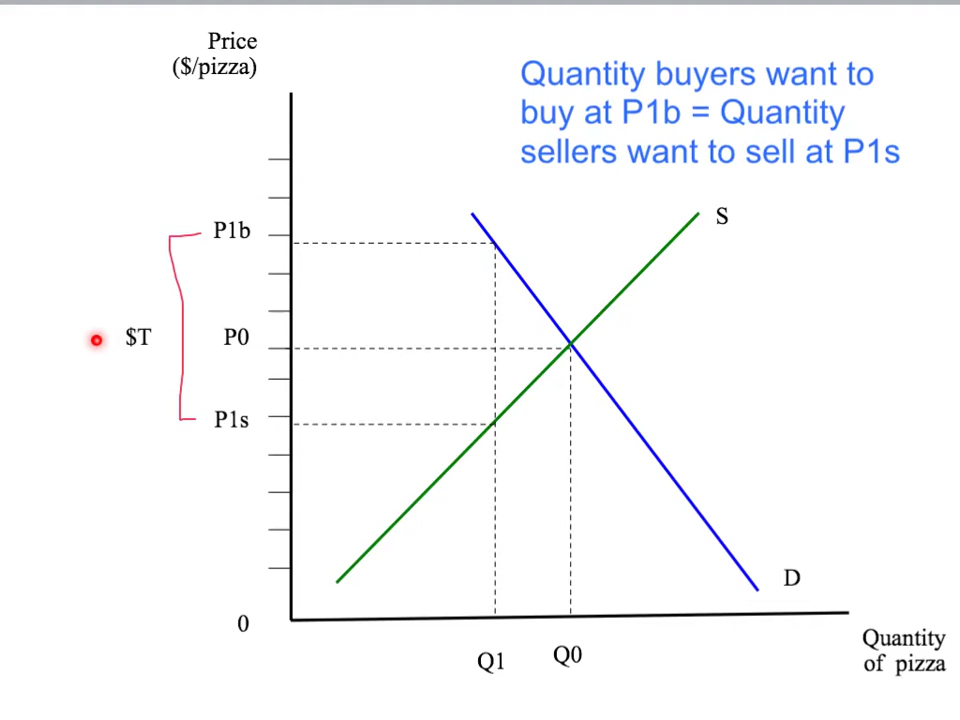 Price
($/pizza)
Quantity buyers want to
buy at P1b = Quantity
sellers want to sell at P1s
P1b
S
$T
P0
P1s
D
0
Q1
Q0
Quantity
of pizza